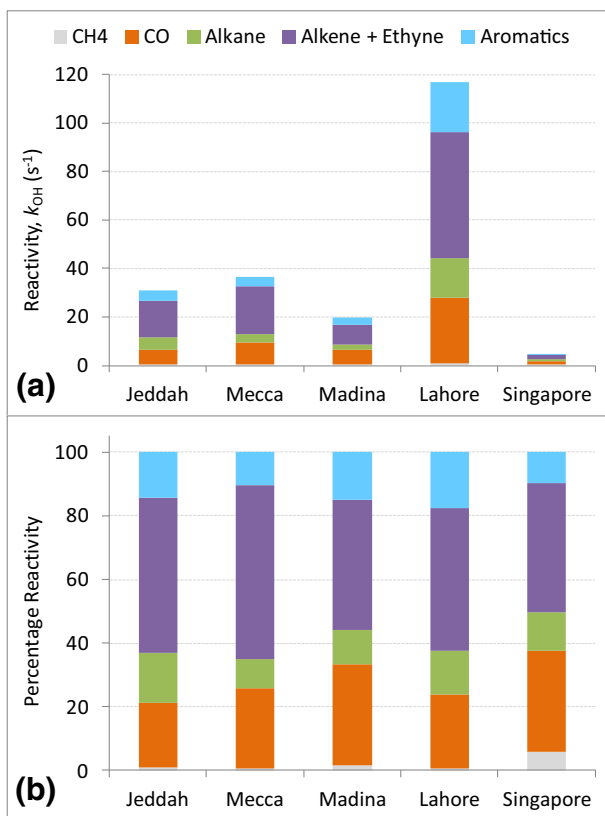 CH4 CO Alkane Alkene + Ethyne Aromatics
120
100
80
60
40
20
0
Reactivity, kOH (s-1)
(a)
Jeddah Mecca Madina Lahore Singapore
100
80
60
40
20
0
Percentage Reactivity
(b)
Jeddah Mecca Madina Lahore Singapore